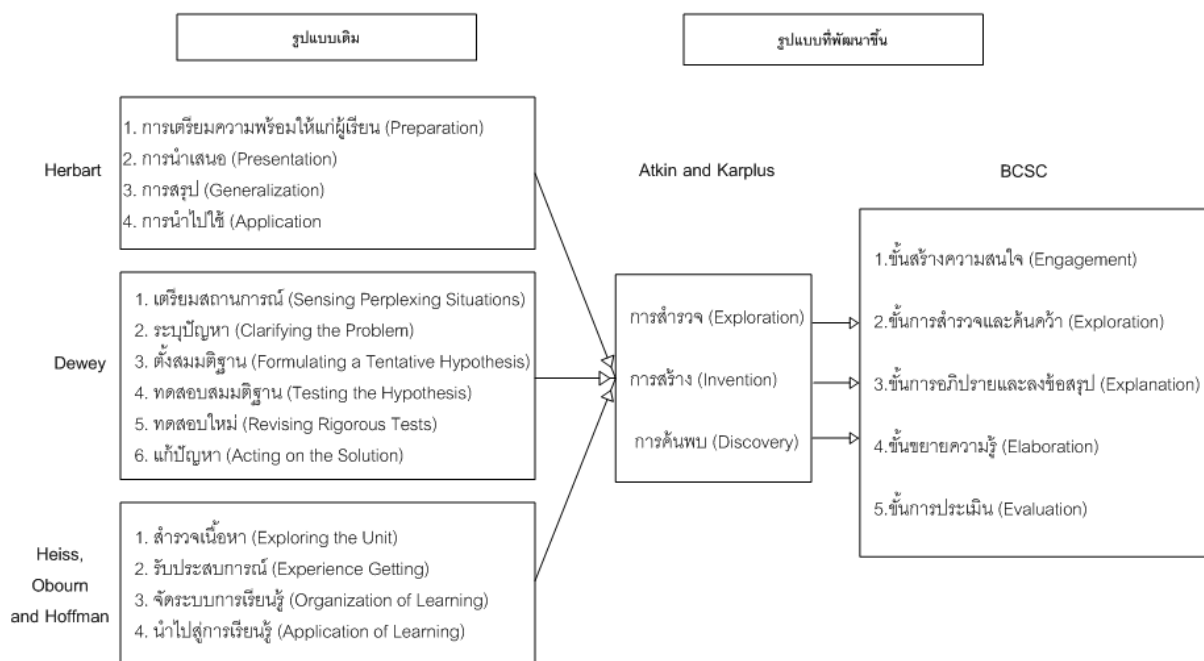 รูปแบบเดิม
รูปแบบที่พัฒนาขึ้น
Herbart
1. การเตรียมความพร้อมให้แก่ผู้เรียน (Preparation)
2. การนำเสนอ (Presentation)
3. การสรุป (Generalization)
4. การนำไปใช้ (Application
Dewey
1. เตรียมสถานการณ์ (Sensing Perplexing Situations)
2. ระบุปัญหา (Clarifying the Problem)
3. ตั้งสมมติฐาน (Formulating a Tentative Hypothesis)
4. ทดสอบสมมติฐาน (Testing the Hypothesis)
5. ทดสอบใหม่ (Revising Rigorous Tests)
6. แก้ปัญหา (Acting on the Solution)
Heiss,
Obourn
and Hoffman
1. สำรวจเนื้อหา (Exploring the Unit)
2. รับประสบการณ์ (Experience Getting)
3. จัดระบบการเรียนรู้ (Organization of Learning)
4. นำไปสู่การเรียนรู้ (Application of Learning)
Atkin and Karplus
การสำรวจ (Exploration)
การสร้าง (Invention)
การค้นพบ (Discovery)
BCSC
1.ขั้นสร้างความสนใจ (Engagement)
2.ขั้นการสำรวจและค้นคว้า (Exploration)
3.ขั้นการอภิปรายและลงข้อสรุป (Explanation)
4.ขั้นขยายความรู้ (Elaboration)
5.ขั้นการประเมิน (Evaluation)